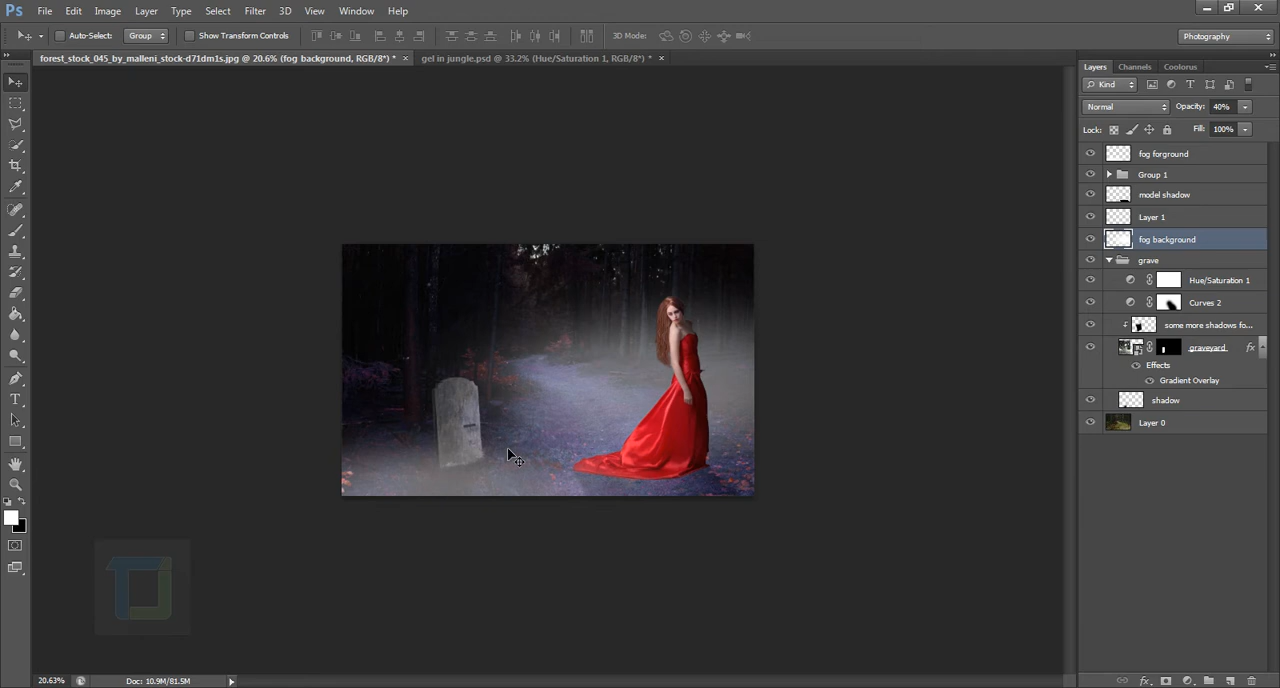 Ps File Edit Image Layer Type Select Filter 3D View Window Help
Auto-Select: Group Show Transform Controls 3D Mode: Photography
forest_stock_045_by_malleni_stock-d71dm1s.jpg @ 20.6% (fog background, RGB/8*) * × gel in jungle.psd @ 33.2% (Hue/Saturation 1, RGB/8*) * ×
Layers Channels Coolorus
Kind
Normal Opacity: 40%
Lock: Fill: 100%
fog forground
Group 1
model shadow
Layer 1
fog background
grave
Hue/Saturation 1
Curves 2
some more shadows fo...
graveyard fx
Effects
Gradient Overlay
shadow
Layer 0
20.63% Doc: 10.9M/81.5M